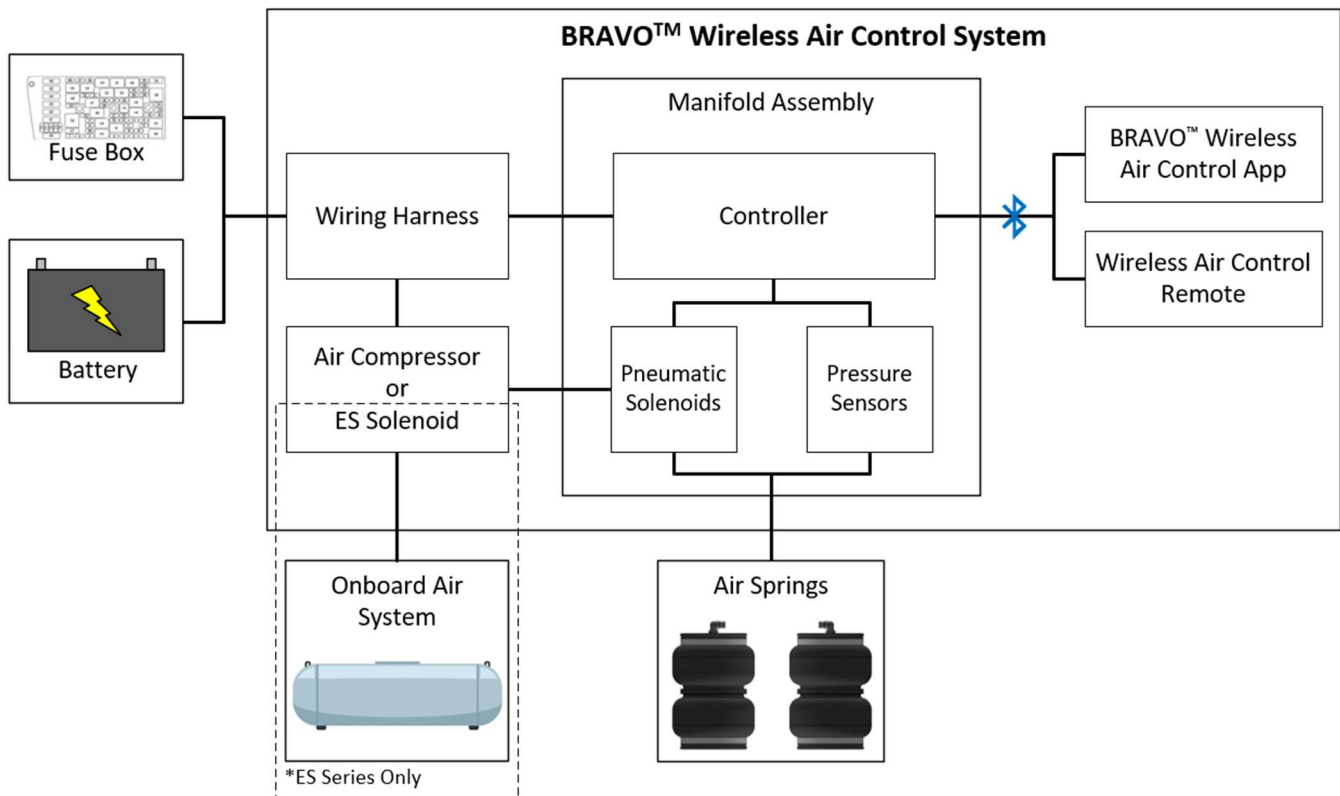 BRAVO™ Wireless Air Control System
Fuse Box
Battery
Wiring Harness
Air Compressor
or
ES Solenoid
Manifold Assembly
Controller
Pneumatic
Solenoids
Pressure
Sensors
BRAVO™ Wireless
Air Control App
Wireless Air Control
Remote
Onboard Air
System
*ES Series Only
Air Springs